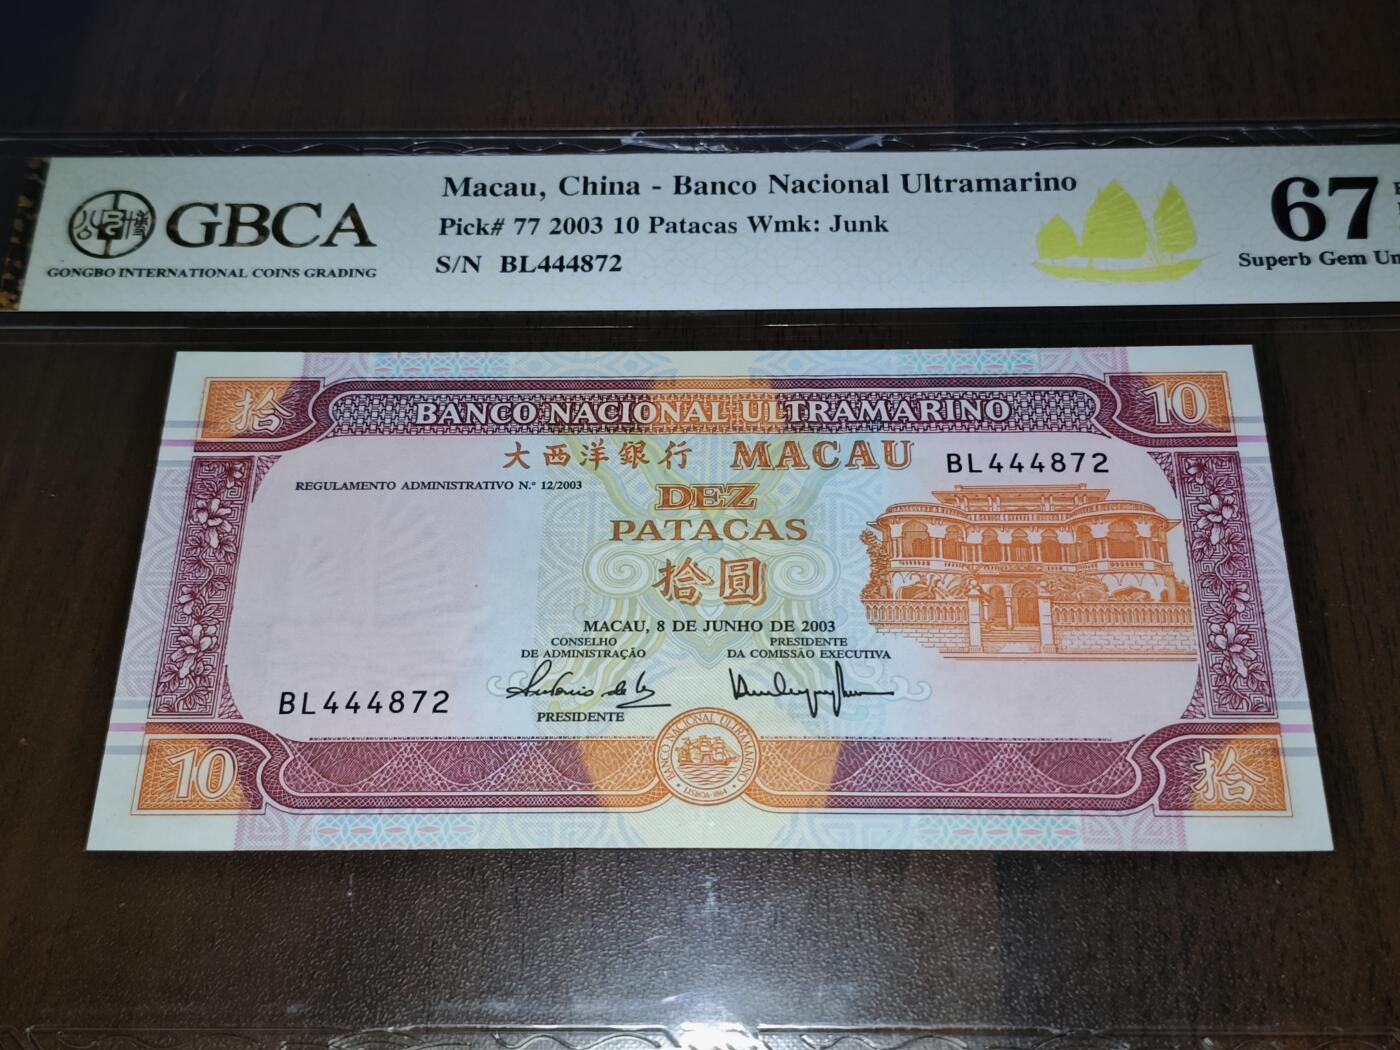 GBCA
GONGBO INTERNATIONAL COINS GRADING
Macau, China - Banco Nacional Ultramarino
Pick# 77 2003 10 Patacas Wmk: Junk
S/N BL444872
67
Superb Gem Un
拾
BANCO NACIONAL ULTRAMARINO
10
大西洋銀行 MACAU
BL444872
REGULAMENTO ADMINISTRATIVO N.º 12/2003
DEZ
PATACAS
拾圓
MACAU, 8 DE JUNHO DE 2003
CONSELHO
DE ADMINISTRAÇÃO
PRESIDENTE
DA COMISSÃO EXECUTIVA
BL444872
PRESIDENTE
10
BANCO NACIONAL ULTRAMARINO
LISBOA-1864
拾